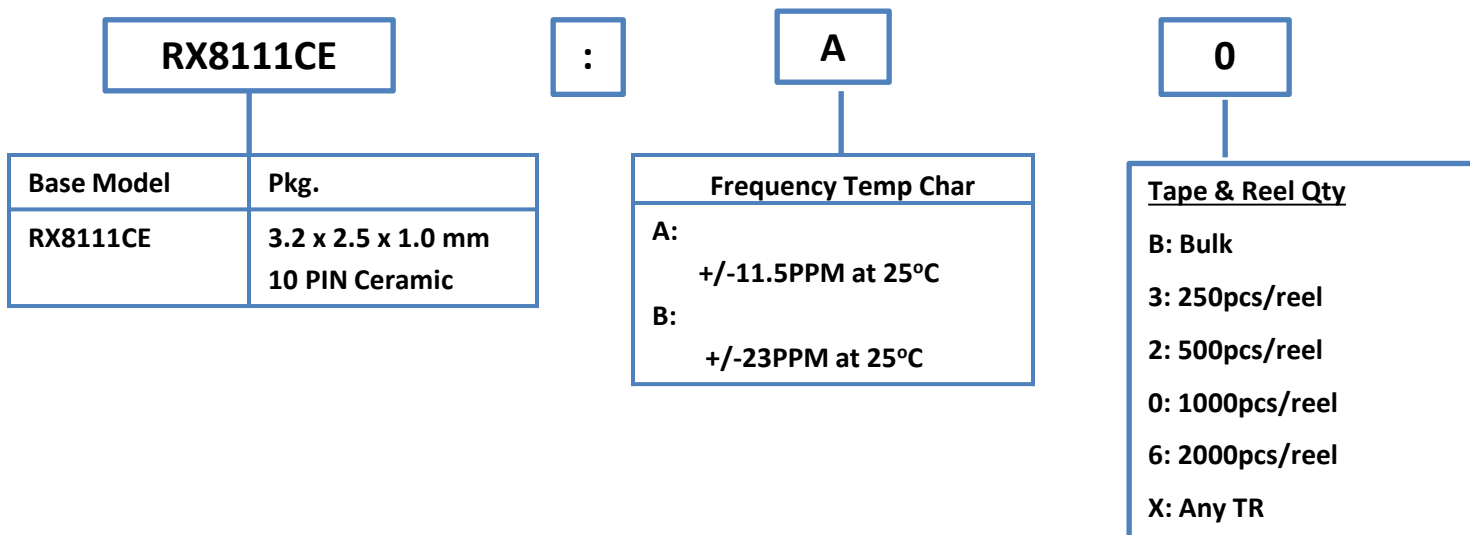 RX8111CE
:
A
0
Base Model Pkg.
RX8111CE 3.2 x 2.5 x 1.0 mm
10 PIN Ceramic
Frequency Temp Char
A:
+/-11.5PPM at 25°C
B:
+/-23PPM at 25°C
Tape & Reel Qty
B: Bulk
3: 250pcs/reel
2: 500pcs/reel
0: 1000pcs/reel
6: 2000pcs/reel
X: Any TR